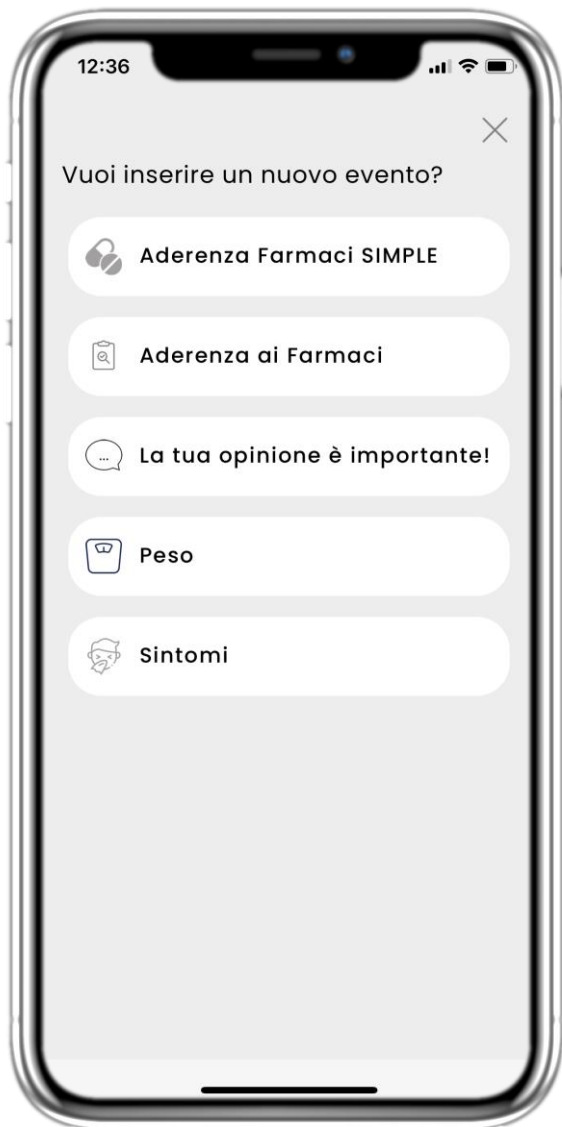 12:36
Vuoi inserire un nuovo evento?
Aderenza Farmaci SIMPLE
Aderenza ai Farmaci
La tua opinione è importante!
Peso
Sintomi